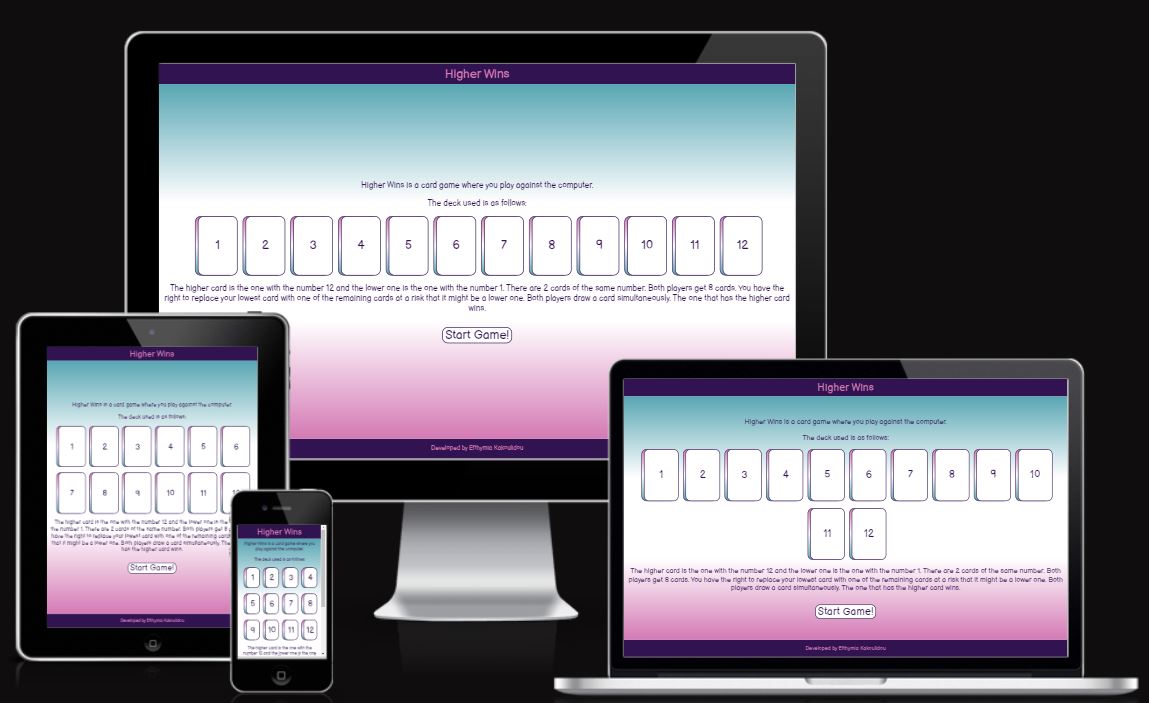 Higher Wins
Higher Wins is a card game where you play against the computer.
The deck used is as follows:
1 2 3 4 5 6 7 8 9 10 11 12
The higher card is the one with the number 12 and the lower one is the one with the number 1. There are 2 cards of the same number. Both players get 8 cards. You have the
right to replace your lowest card with one of the remaining cards at a risk that it might be a lower one. Both players draw a card simultaneously. The one that has the higher card
wins.
Start Game!
Developed by Efthymia Kakoulidou
Higher Wins
Higher Wins is a card game where you play against the computer.
The deck used is as follows:
1 2 3 4 5 6
7 8 9 10 11
The higher card is the one with the number 12 and the lower one is the one with
the number 1. There are 2 cards of the same number. Both players get 8
have the right to replace your lowest card with one of the remaining cards at a risk
that it might be a lower one. Both players draw a card simultaneously. The
has the higher card wins.
Start Game!
Developed by Efthymia Kakoulidou
Higher Wins
Higher Wins is a card game where you
play against the computer.
The deck used is as follows:
1 2 3 4
5 6 7 8
9 10 11 12
The higher card is the one with the
number 12 and the lower one is the one
Higher Wins
Higher Wins is a card game where you play against the computer.
The deck used is as follows:
1 2 3 4 5 6 7 8 9 10
11 12
The higher card is the one with the number 12 and the lower one is the one with the number 1. There are 2 cards of the same number. Both
players get 8 cards. You have the right to replace your lowest card with one of the remaining cards at a risk that it might be a lower one. Both
players draw a card simultaneously. The one that has the higher card wins.
Start Game!
Developed by Efthymia Kakoulidou